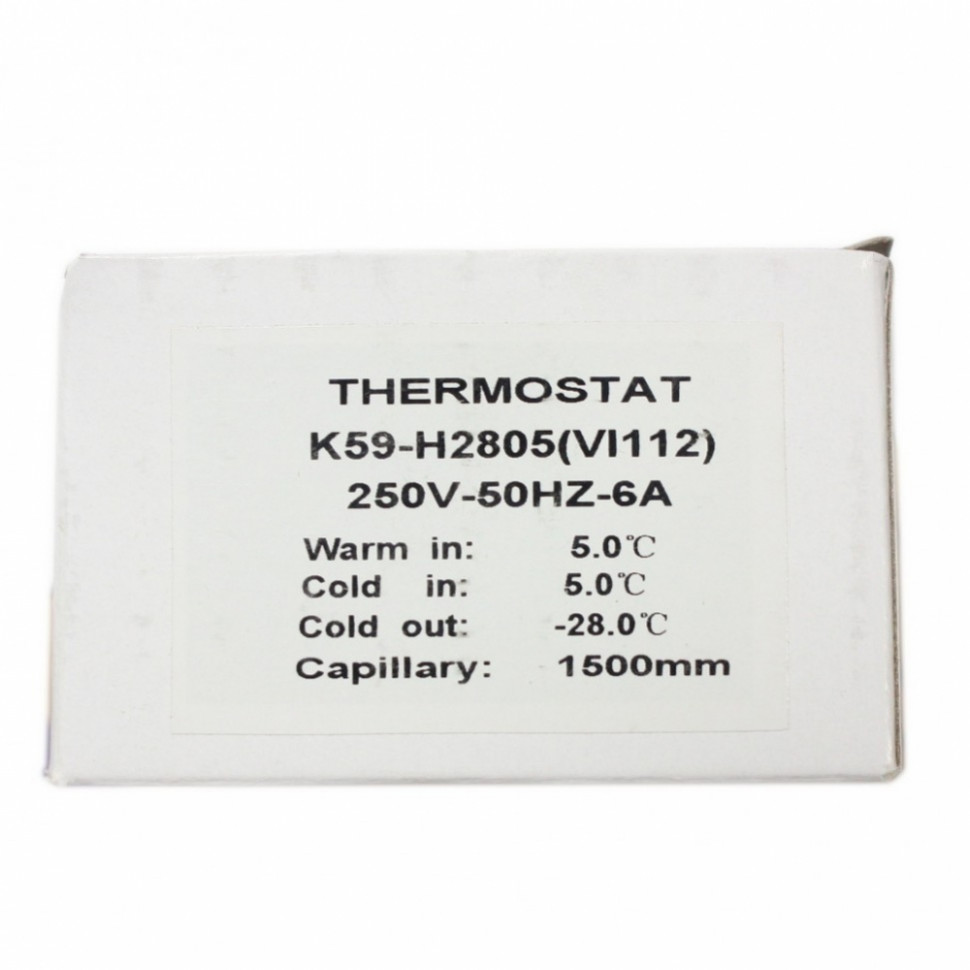 THERMOSTAT
K59-H2805(VI112)
250V-50HZ-6A
Warm in: 5.0℃
Cold in: 5.0℃
Cold out: -28.0℃
Capillary: 1500mm